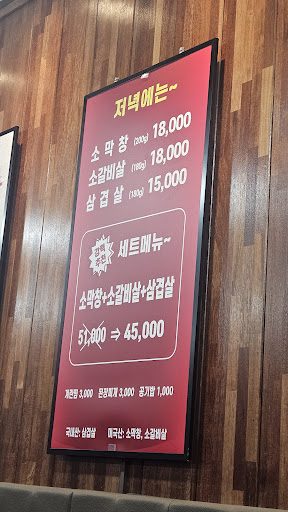 저녁에는~
소 막 창 (200g) 18,000
소갈비살 (180g) 18,000
삼 겹 살 (180g) 15,000
세트메뉴~
소막창+소갈비살+삼겹살
51,000 ⇒ 45,000
계란찜 3,000 된장찌개 3,000 공기밥 1,000
국내산: 삼겹살 미국산: 소막창, 소갈비살